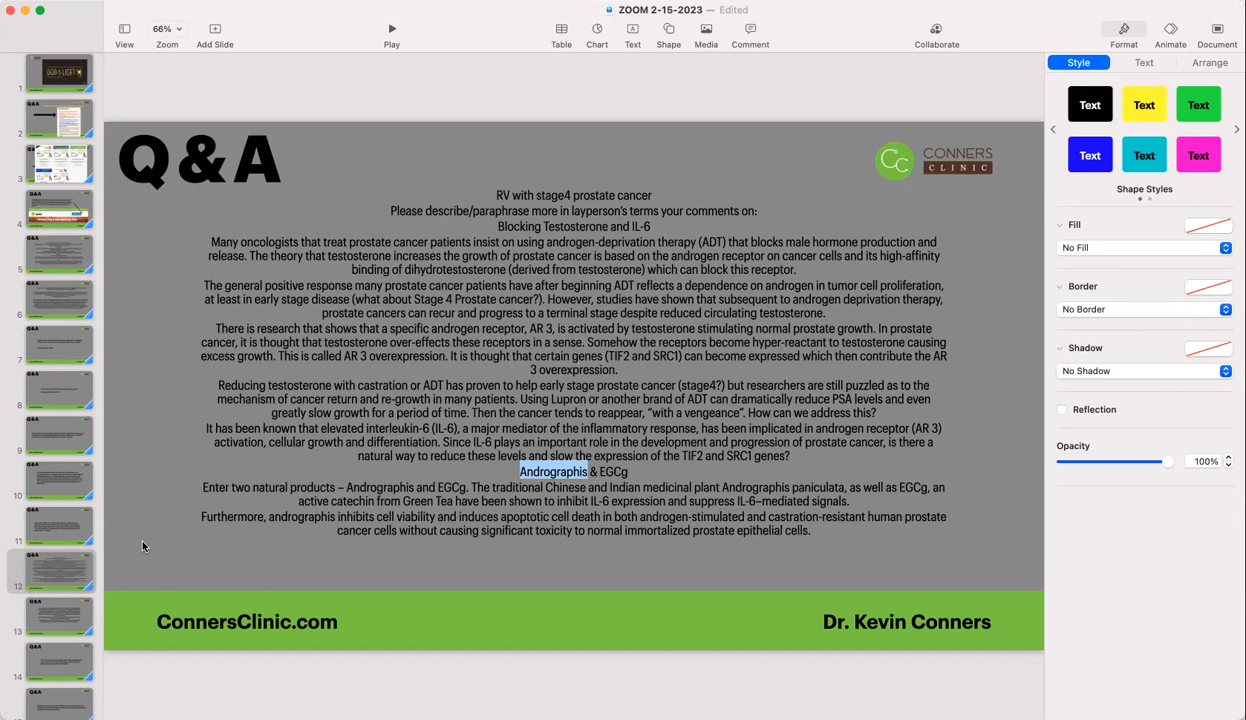 ZOOM 2-15-2023 — Edited
View
66%
Zoom
Add Slide
Play
Table
Chart
Text
Shape
Media
Comment
Collaborate
Format
Animate
Document
Style
Text
Arrange
Text
Text
Text
Text
Text
Text
Shape Styles
Fill
No Fill
Border
No Border
Shadow
No Shadow
Reflection
Opacity
100%
1
2
3
4
5
6
7
8
9
10
11
12
13
14
Q&A
CC
CONNERS
CLINIC
RV with stage4 prostate cancer
Please describe/paraphrase more in layperson's terms your comments on:
Blocking Testosterone and IL-6
Many oncologists that treat prostate cancer patients insist on using androgen-deprivation therapy (ADT) that blocks male hormone production and
release. The theory that testosterone increases the growth of prostate cancer is based on the androgen receptor on cancer cells and its high-affinity
binding of dihydrotestosterone (derived from testosterone) which can block this receptor.
The general positive response many prostate cancer patients have after beginning ADT reflects a dependence on androgen in tumor cell proliferation,
at least in early stage disease (what about Stage 4 Prostate cancer?). However, studies have shown that subsequent to androgen deprivation therapy,
prostate cancers can recur and progress to a terminal stage despite reduced circulating testosterone.
There is research that shows that a specific androgen receptor, AR 3, is activated by testosterone stimulating normal prostate growth. In prostate
cancer, it is thought that testosterone over-effects these receptors in a sense. Somehow the receptors become hyper-reactant to testosterone causing
excess growth. This is called AR 3 overexpression. It is thought that certain genes (TIF2 and SRC1) can become expressed which then contribute the AR
3 overexpression.
Reducing testosterone with castration or ADT has proven to help early stage prostate cancer (stage4?) but researchers are still puzzled as to the
mechanism of cancer return and re-growth in many patients. Using Lupron or another brand of ADT can dramatically reduce PSA levels and even
greatly slow growth for a period of time. Then the cancer tends to reappear, “with a vengeance”. How can we address this?
It has been known that elevated interleukin-6 (IL-6), a major mediator of the inflammatory response, has been implicated in androgen receptor (AR 3)
activation, cellular growth and differentiation. Since IL-6 plays an important role in the development and progression of prostate cancer, is there a
natural way to reduce these levels and slow the expression of the TIF2 and SRC1 genes?
Andrographis & EGCg
Enter two natural products – Andrographis and EGCg. The traditional Chinese and Indian medicinal plant Andrographis paniculata, as well as EGCg, an
active catechin from Green Tea have been shown to inhibit IL-6 expression and suppress IL-6–mediated signals.
Furthermore, andrographis inhibits cell viability and induces apoptotic cell death in both androgen-stimulated and castration-resistant human prostate
cancer cells without causing significant toxicity to normal immortalized prostate epithelial cells.
ConnersClinic.com
Dr. Kevin Conners